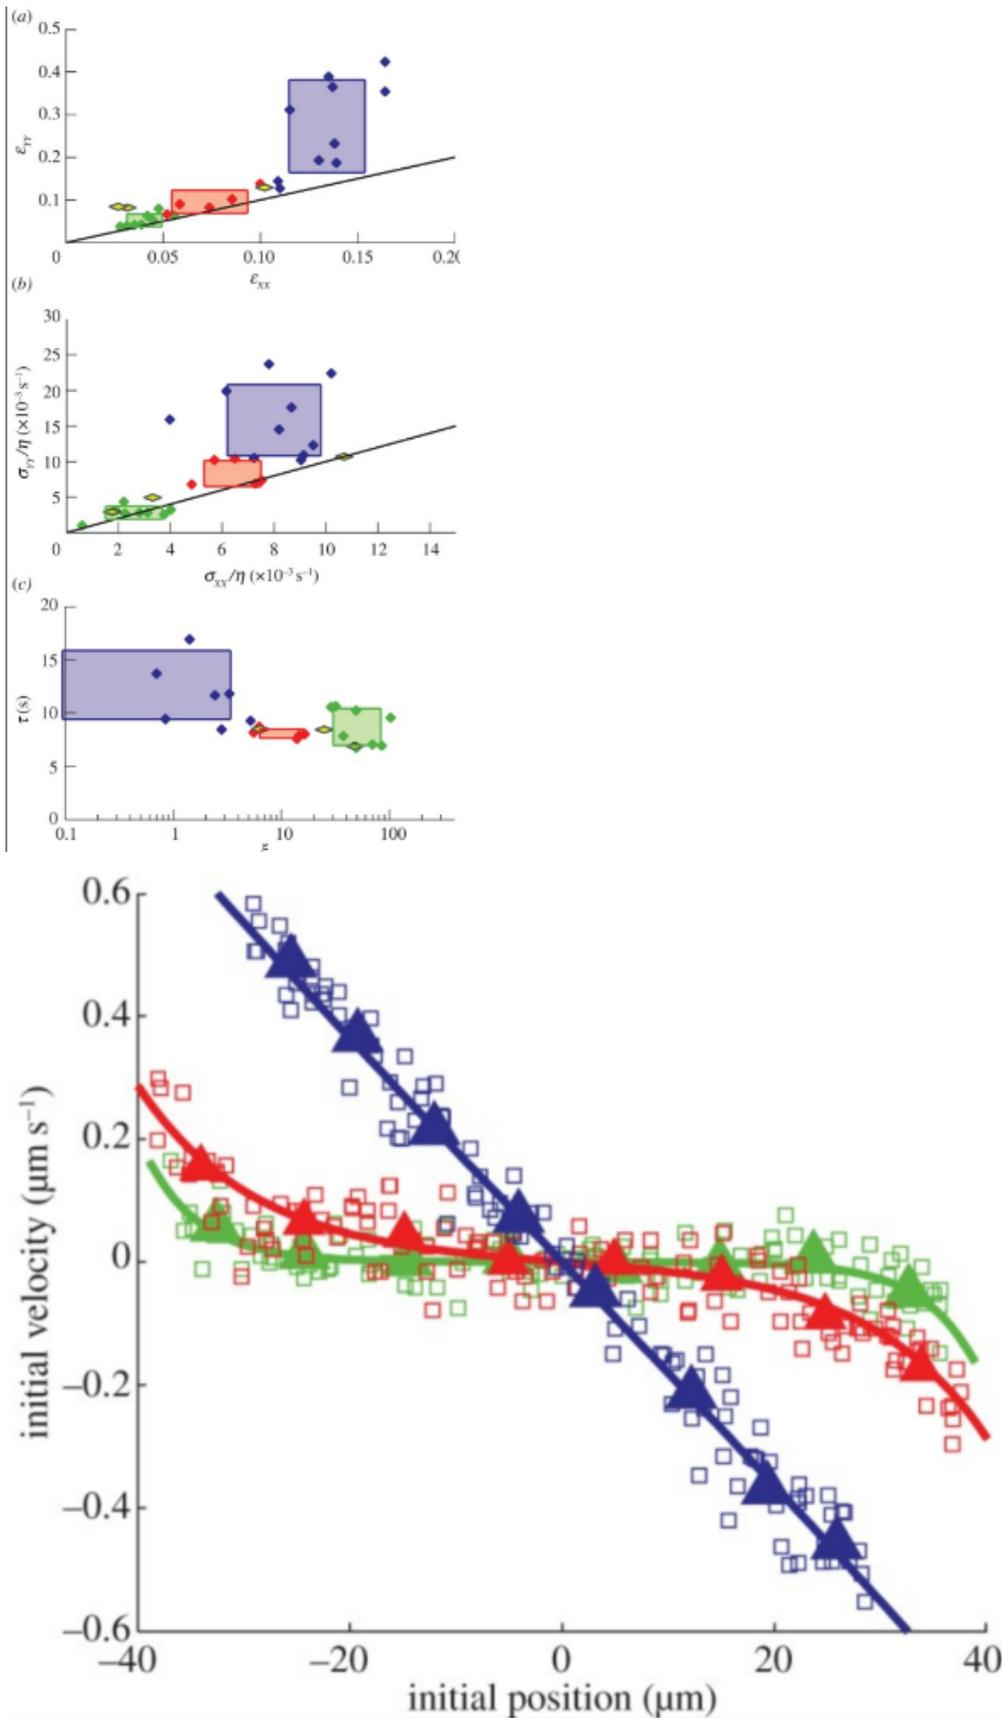 (a)
0.5
0.4
0.3
0.2
0.1
ε_YY
0 0.05 0.10 0.15 0.20
ε_xx
(b)
30
25
20
15
10
5
σ_YY/η (×10⁻³ s⁻¹)
0 2 4 6 8 10 12 14
σ_xx/η (×10⁻³ s⁻¹)
(c)
20
15
10
5
0
τ (s)
0.1 1 10 100
0.6
0.4
0.2
0
−0.2
−0.4
−0.6
initial velocity (μm s⁻¹)
−40 −20 0 20 40
initial position (μm)